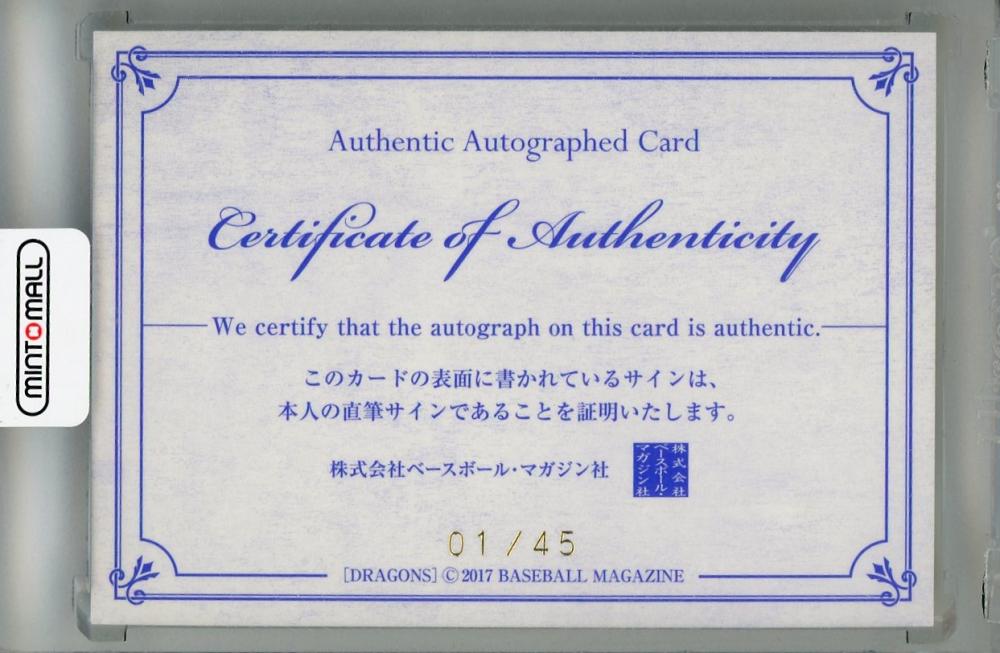 Authentic Autographed Card
Certificate of Authenticity
We certify that the autograph on this card is authentic.
このカードの表面に書かれているサインは、
本人の直筆サインであることを証明いたします。
株式会社ベースボール・マガジン社
株式会社
ベースボール・
マガジン社
01/45
[DRAGONS] © 2017 BASEBALL MAGAZINE
MINTOMALL